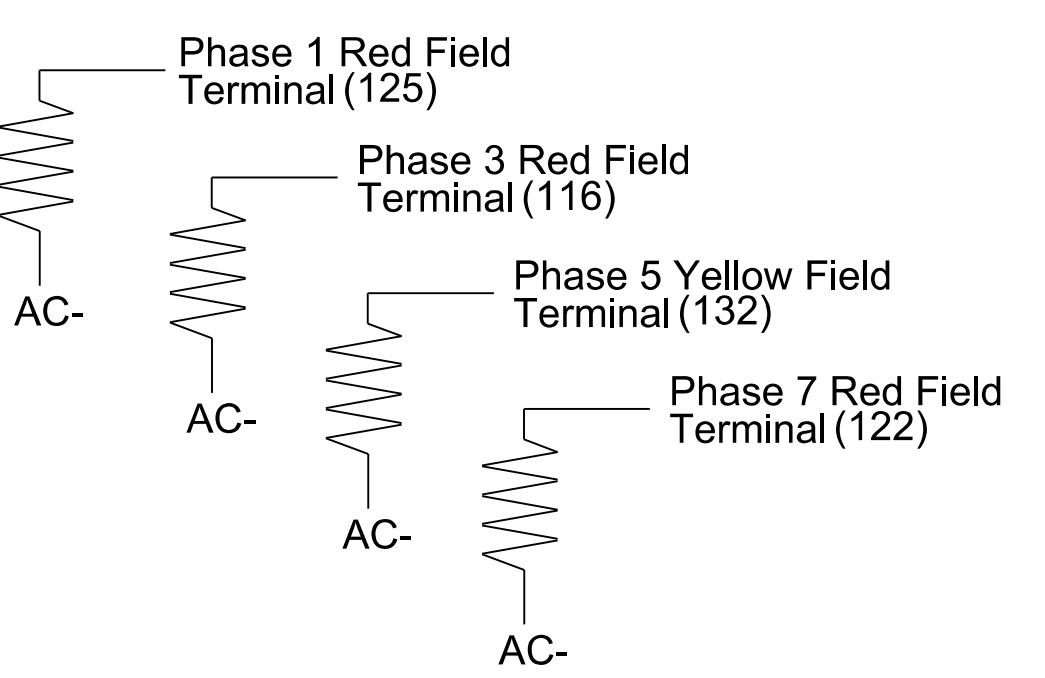 Phase 1 Red Field
Terminal (125)
AC-
Phase 3 Red Field
Terminal (116)
AC-
Phase 5 Yellow Field
Terminal (132)
AC-
Phase 7 Red Field
Terminal (122)
AC-